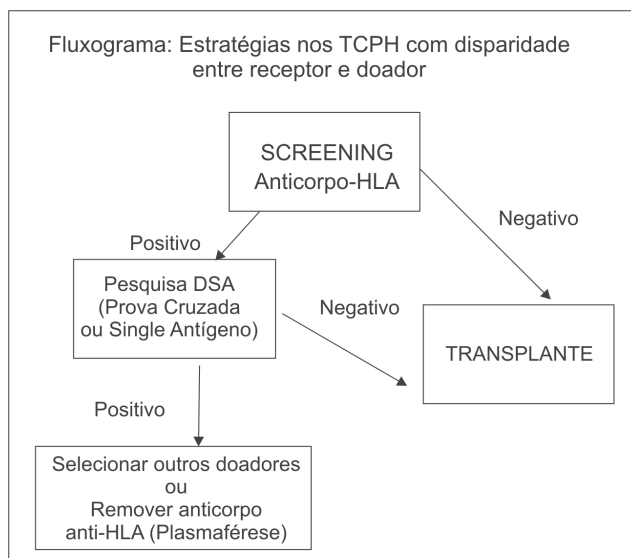 Fluxograma: Estratégias nos TCPH com disparidade
entre receptor e doador
SCREENING
Anticorpo-HLA
Negativo
Positivo
Pesquisa DSA
(Prova Cruzada
ou Single Antígeno)
Negativo
TRANSPLANTE
Positivo
Selecionar outros doadores
ou
Remover anticorpo
anti-HLA (Plasmaférese)